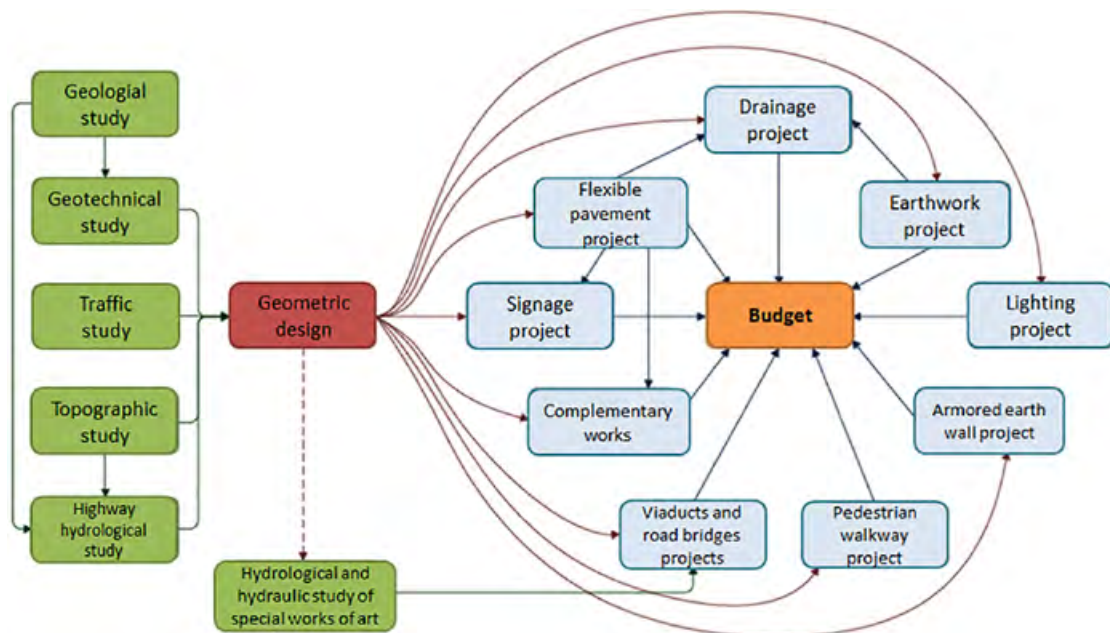 Geologial
study
Geotechnical
study
Traffic
study
Topographic
study
Highway
hydrological
study
Geometric
design
Hydrological and
hydraulic study of
special works of art
Drainage
project
Flexible
pavement
project
Earthwork
project
Signage
project
Budget
Lighting
project
Complementary
works
Armored earth
wall project
Viaducts and
road bridges
projects
Pedestrian
walkway
project